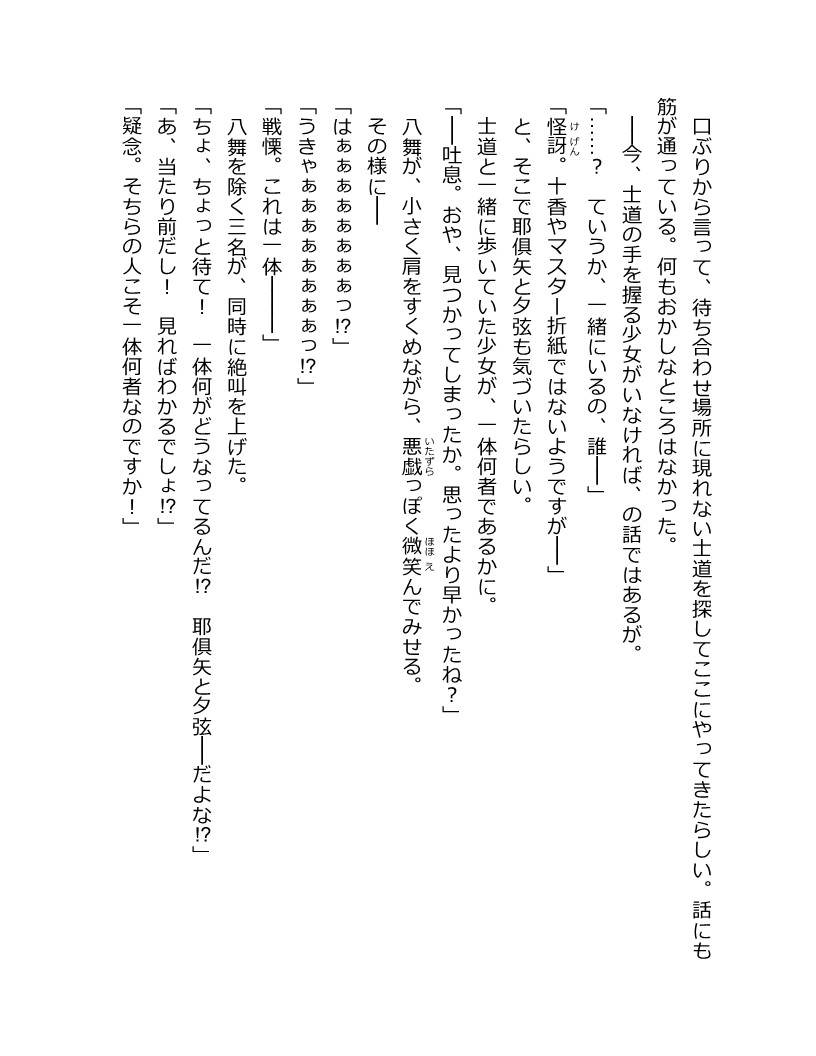 口ぶりから言って、待ち合わせ場所に現れない士道を探してここにやってきたらしい。話にも
筋が通っている。何もおかしなところはなかった。
――今、士道の手を握る少女がいなければ、の話ではあるが。
「……？　ていうか、一緒にいるの、誰――」
「怪訝。十香やマスター折紙ではないようですが――」
と、そこで耶倶矢と夕弦も気づいたらしい。
士道と一緒に歩いていた少女が、一体何者であるかに。
「――吐息。おや、見つかってしまったか。思ったより早かったね？」
八舞が、小さく肩をすくめながら、悪戯っぽく微笑んでみせる。
その様に――
「はぁぁぁぁぁぁぁぁっ!?」
「うきゃぁぁぁぁぁぁぁぁっ!?」
「戦慄。これは一体――――」
八舞を除く三名が、同時に絶叫を上げた。
「ちょ、ちょっと待て！　一体何がどうなってるんだ!?　耶倶矢と夕弦――だよな!?」
「あ、当たり前だし！　見ればわかるでしょ!?」
「疑念。そちらの人こそ一体何者なのですか！」